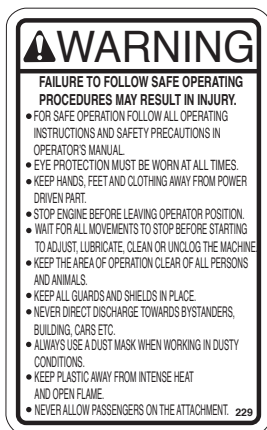 WARNING
FAILURE TO FOLLOW SAFE OPERATING
PROCEDURES MAY RESULT IN INJURY.
• FOR SAFE OPERATION FOLLOW ALL OPERATING
INSTRUCTIONS AND SAFETY PRECAUTIONS IN
OPERATOR'S MANUAL.
• EYE PROTECTION MUST BE WORN AT ALL TIMES.
• KEEP HANDS, FEET AND CLOTHING AWAY FROM POWER
DRIVEN PART.
• STOP ENGINE BEFORE LEAVING OPERATOR POSITION.
• WAIT FOR ALL MOVEMENTS TO STOP BEFORE STARTING
TO ADJUST, LUBRICATE, CLEAN OR UNCLOG THE MACHINE.
• KEEP THE AREA OF OPERATION CLEAR OF ALL PERSONS
AND ANIMALS.
• KEEP ALL GUARDS AND SHIELDS IN PLACE.
• NEVER DIRECT DISCHARGE TOWARDS BYSTANDERS,
BUILDING, CARS ETC.
• ALWAYS USE A DUST MASK WHEN WORKING IN DUSTY
CONDITIONS.
• KEEP PLASTIC AWAY FROM INTENSE HEAT
AND OPEN FLAME.
• NEVER ALLOW PASSENGERS ON THE ATTACHMENT. 229